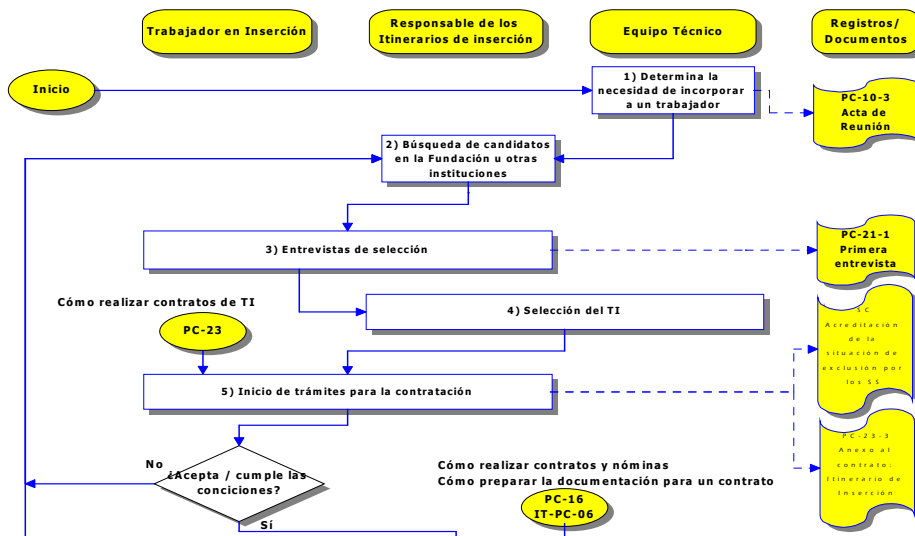 Trabajador en Inserción
Responsable de los
Itinerarios de inserción
Equipo Técnico
Registros/
Documentos
Inicio
1) Determina la
necesidad de incorporar
a un trabajador
PC-10-3
Acta de
Reunión
2) Búsqueda de candidatos
en la Fundación u otras
instituciones
3) Entrevistas de selección
PC-21-1
Primera
entrevista
Cómo realizar contratos de TI
PC-23
4) Selección del TI
SC
Acreditación
de la
situación de
exclusión por
los SS
5) Inicio de trámites para la contratación
PC-23-3
Anexo al
contrato:
Itinerario de
Inserción
No
¿Acepta / cumple las
conciciones?
Sí
Cómo realizar contratos y nóminas
Cómo preparar la documentación para un contrato
PC-16
IT-PC-06